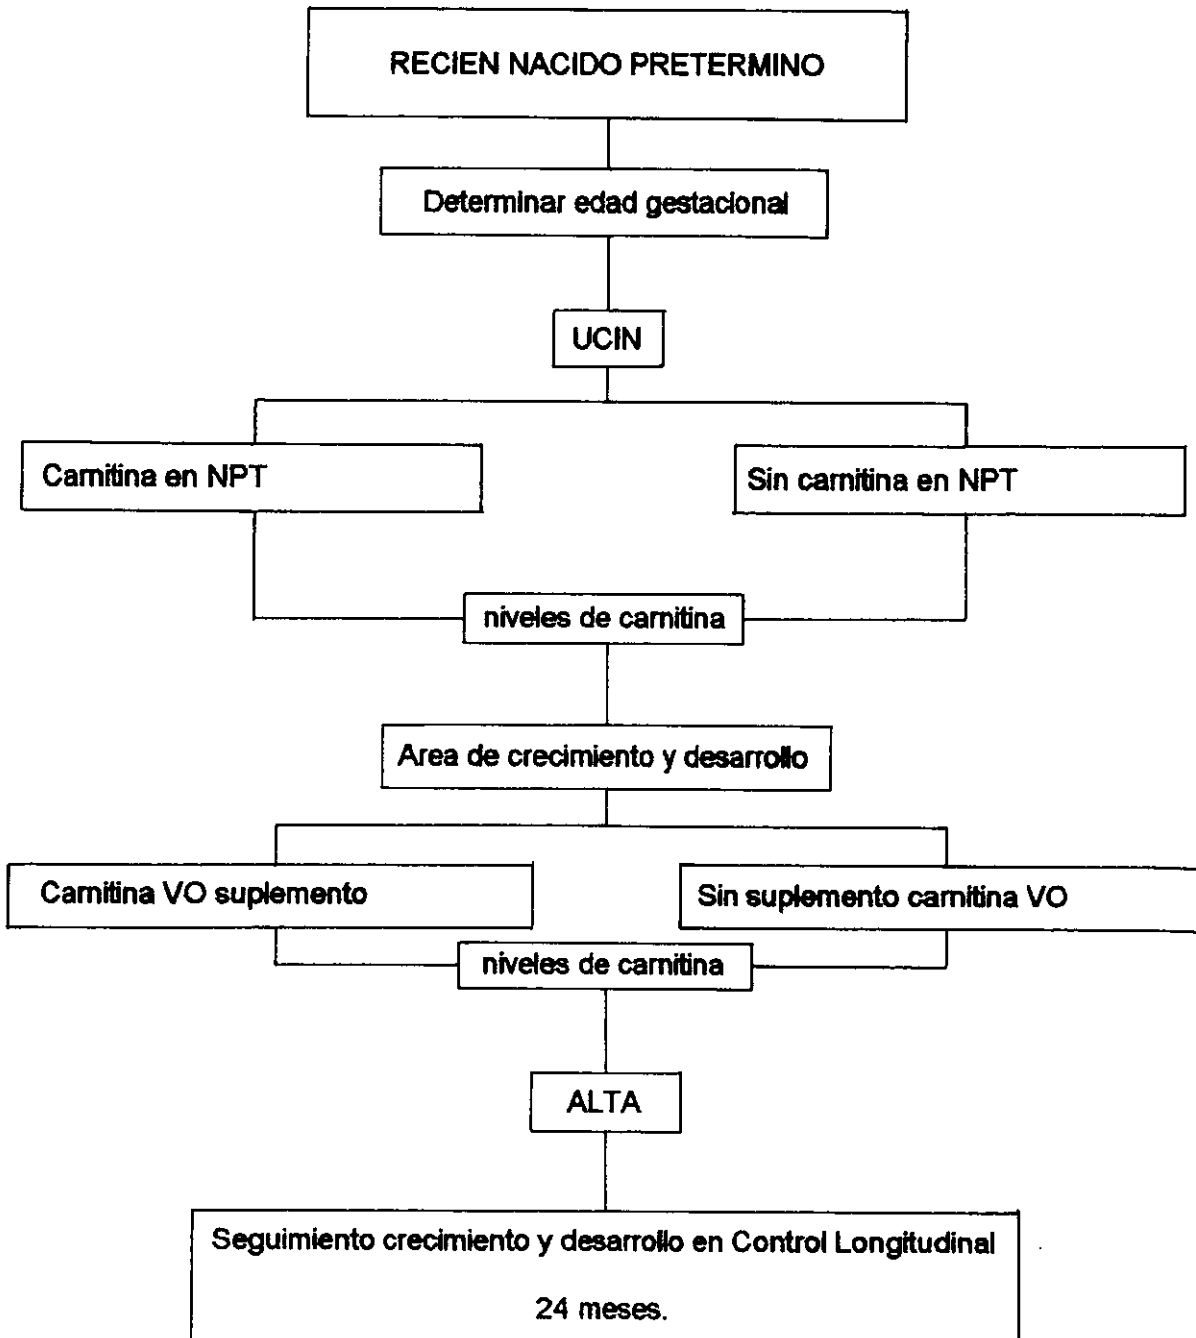 RECIEN NACIDO PRETERMINO
Determinar edad gestacional
UCIN
Carnitina en NPT
Sin carnitina en NPT
niveles de carnitina
Area de crecimiento y desarrollo
Carnitina VO suplemento
Sin suplemento carnitina VO
niveles de carnitina
ALTA
Seguimiento crecimiento y desarrollo en Control Longitudinal
24 meses.